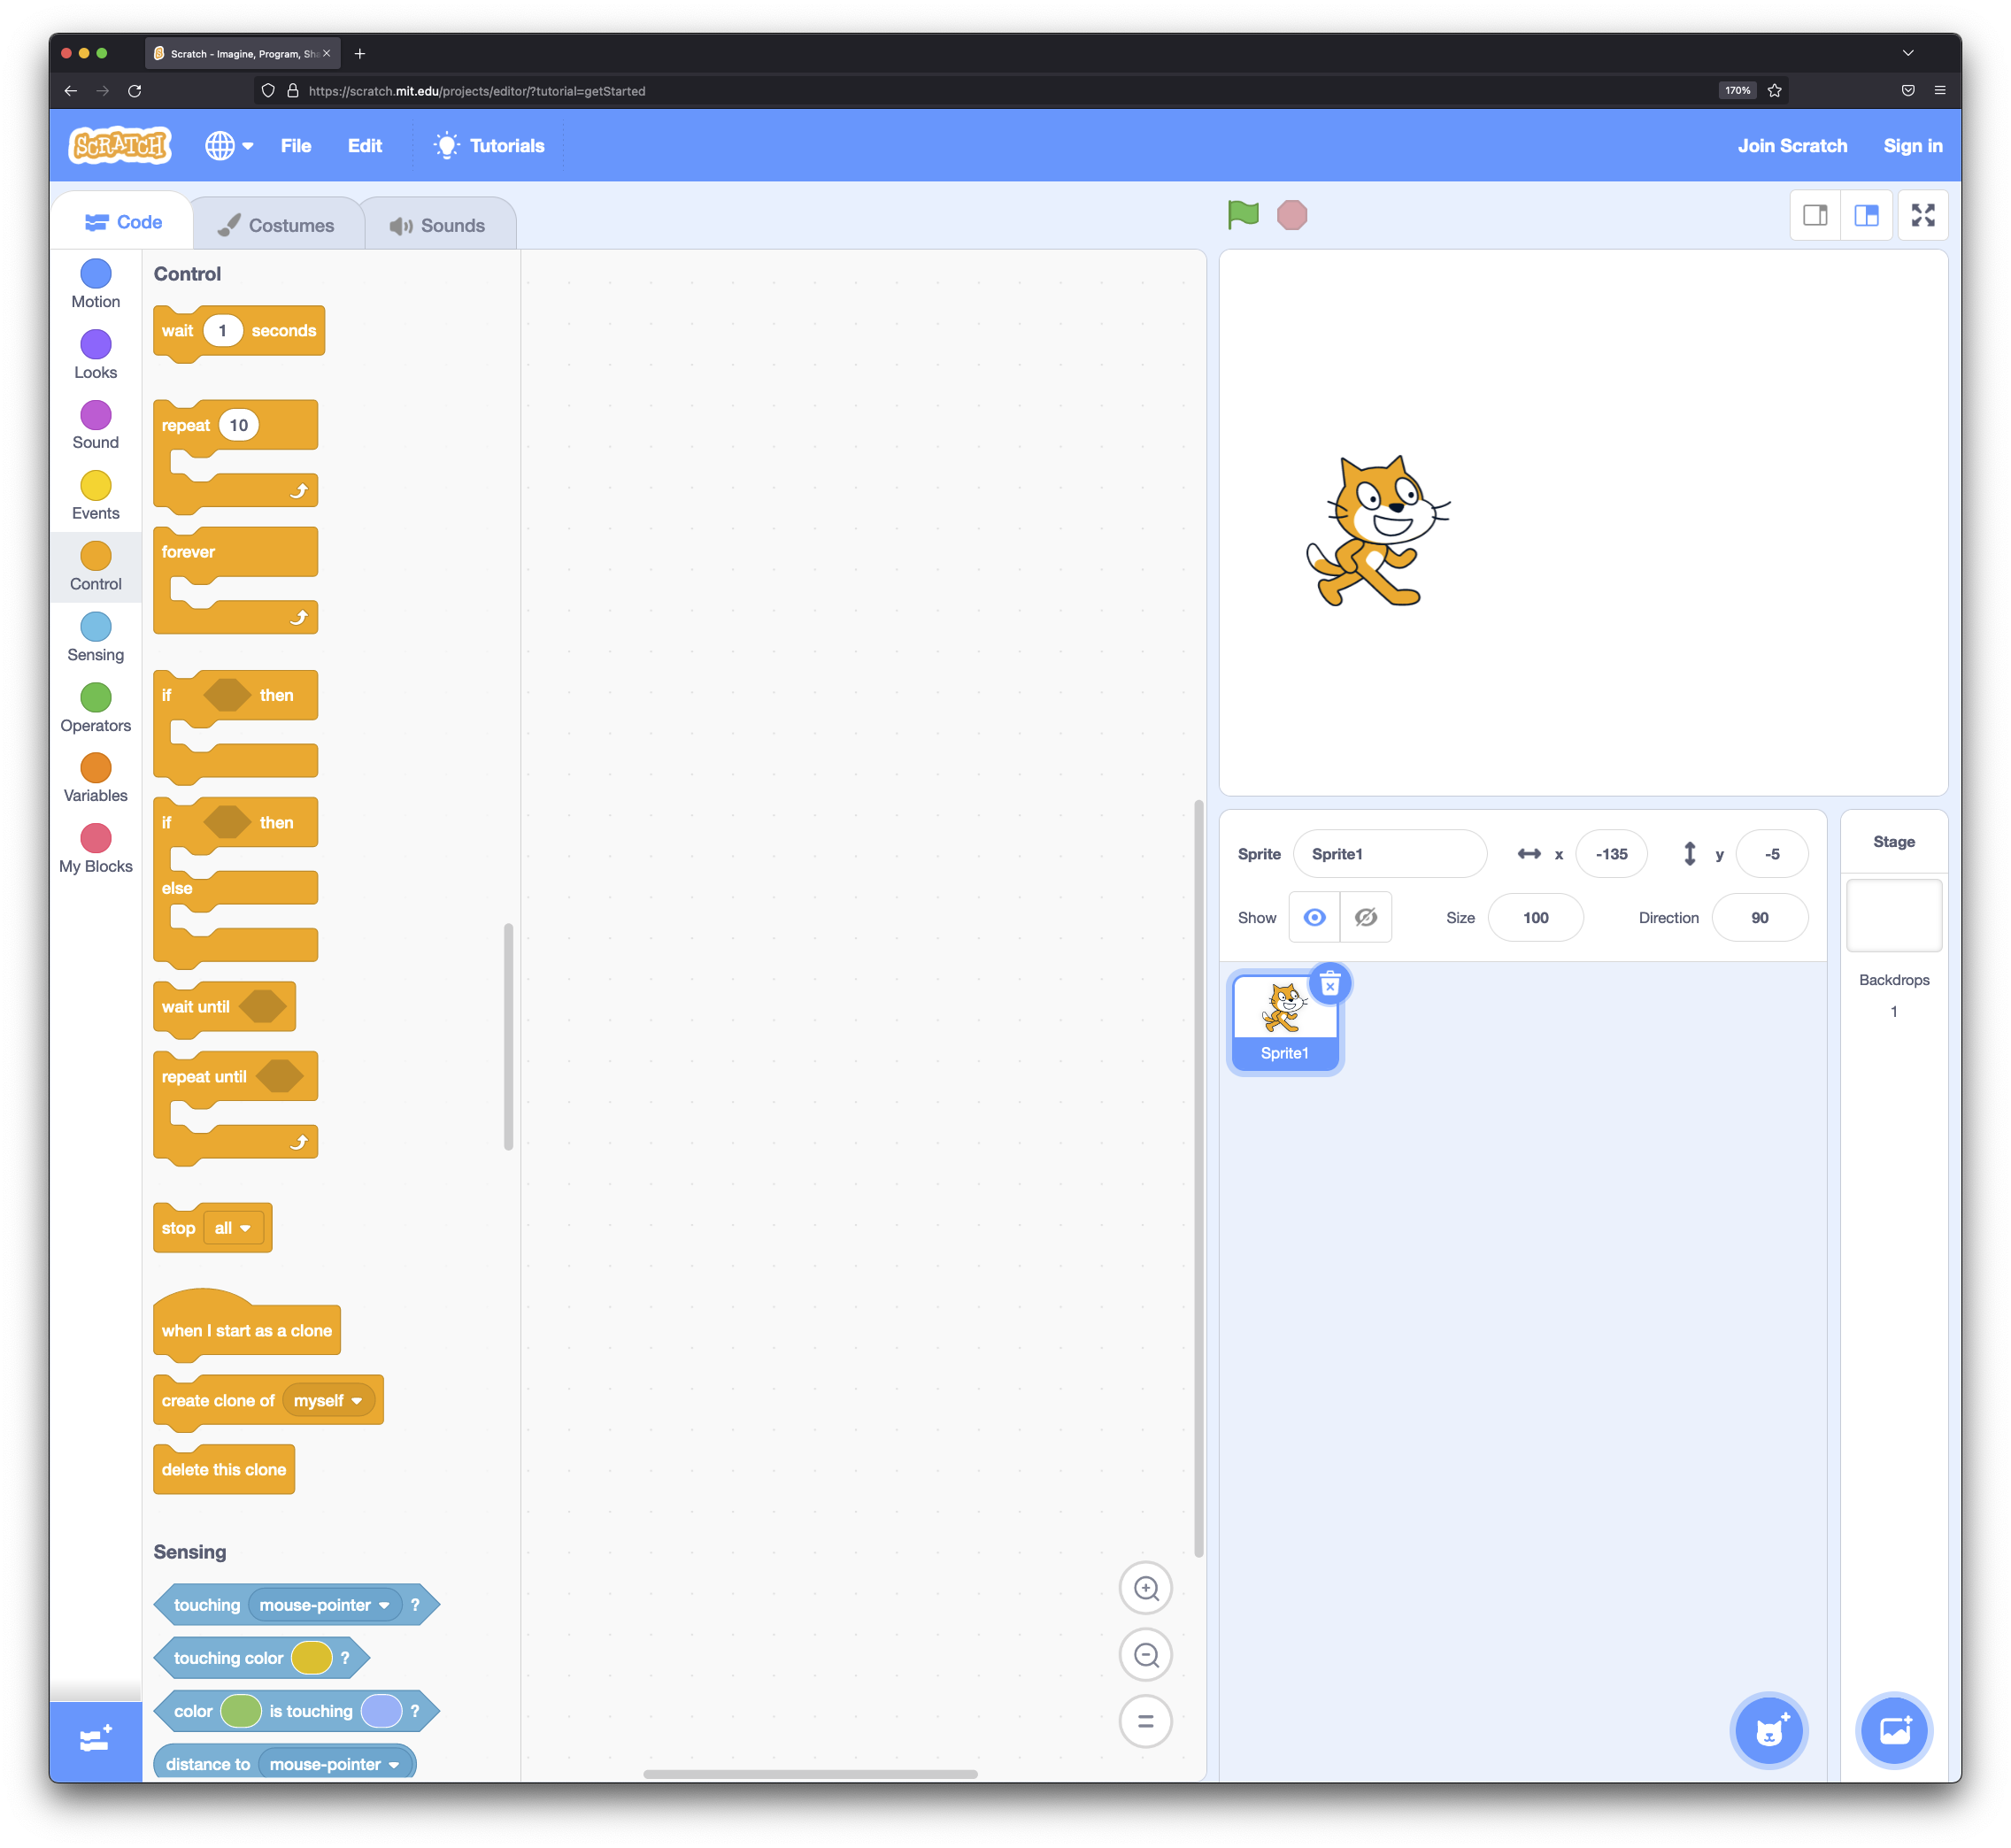 Scratch - Imagine, Program, Sh
https://scratch.mit.edu/projects/editor/?tutorial=getStarted
170%
SCRATCH
File
Edit
Tutorials
Join Scratch
Sign in
Code
Costumes
Sounds
Motion
Looks
Sound
Events
Control
Sensing
Operators
Variables
My Blocks
Control
wait 1 seconds
repeat 10
forever
if then
if then
else
wait until
repeat until
stop all
when I start as a clone
create clone of myself
delete this clone
Sensing
touching mouse-pointer ?
touching color ?
color is touching ?
distance to mouse-pointer
Sprite Sprite1 x -135 y -5
Show Size 100 Direction 90
Sprite1
Stage
Backdrops
1